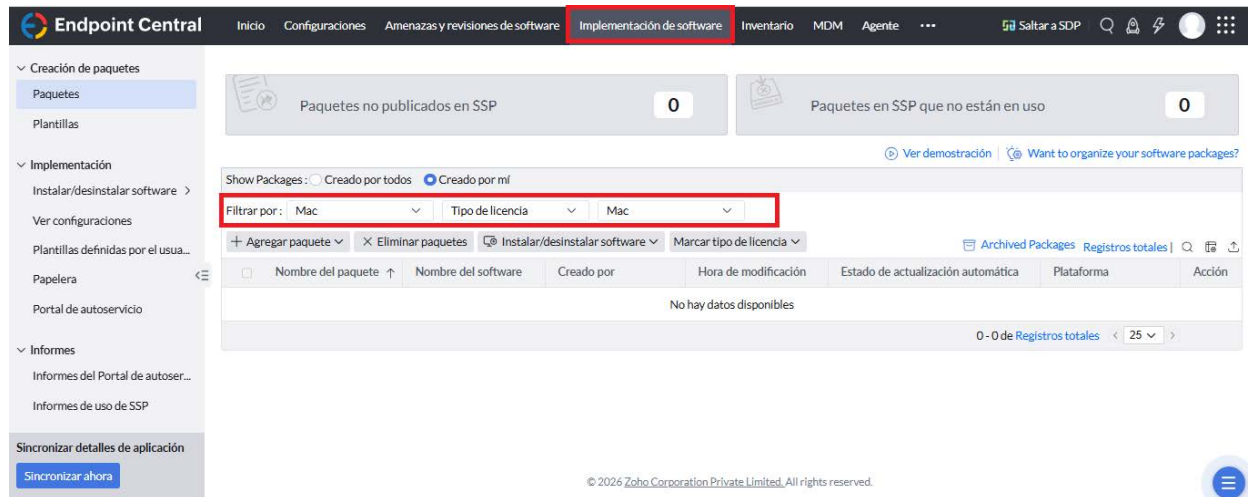 Endpoint Central Inicio Configuraciones Amenazas y revisiones de software Implementación de software Inventario MDM Agente ••• Saltar a SDP
Creación de paquetes
Paquetes
Plantillas
Implementación
Instalar/desinstalar software >
Ver configuraciones
Plantillas definidas por el usua...
Papelera
Portal de autoservicio
Informes
Informes del Portal de autoser...
Informes de uso de SSP
Sincronizar detalles de aplicación
Sincronizar ahora
Paquetes no publicados en SSP 0 Paquetes en SSP que no están en uso 0
Ver demostración | Want to organize your software packages?
Show Packages : Creado por todos Creado por mí
Filtrar por : Mac Tipo de licencia Mac
+ Agregar paquete × Eliminar paquetes Instalar/desinstalar software Marcar tipo de licencia Archived Packages Registros totales |
Nombre del paquete ↑ Nombre del software Creado por Hora de modificación Estado de actualización automática Plataforma Acción
No hay datos disponibles
0 - 0 de Registros totales < 25 >
© 2026 Zoho Corporation Private Limited. All rights reserved.